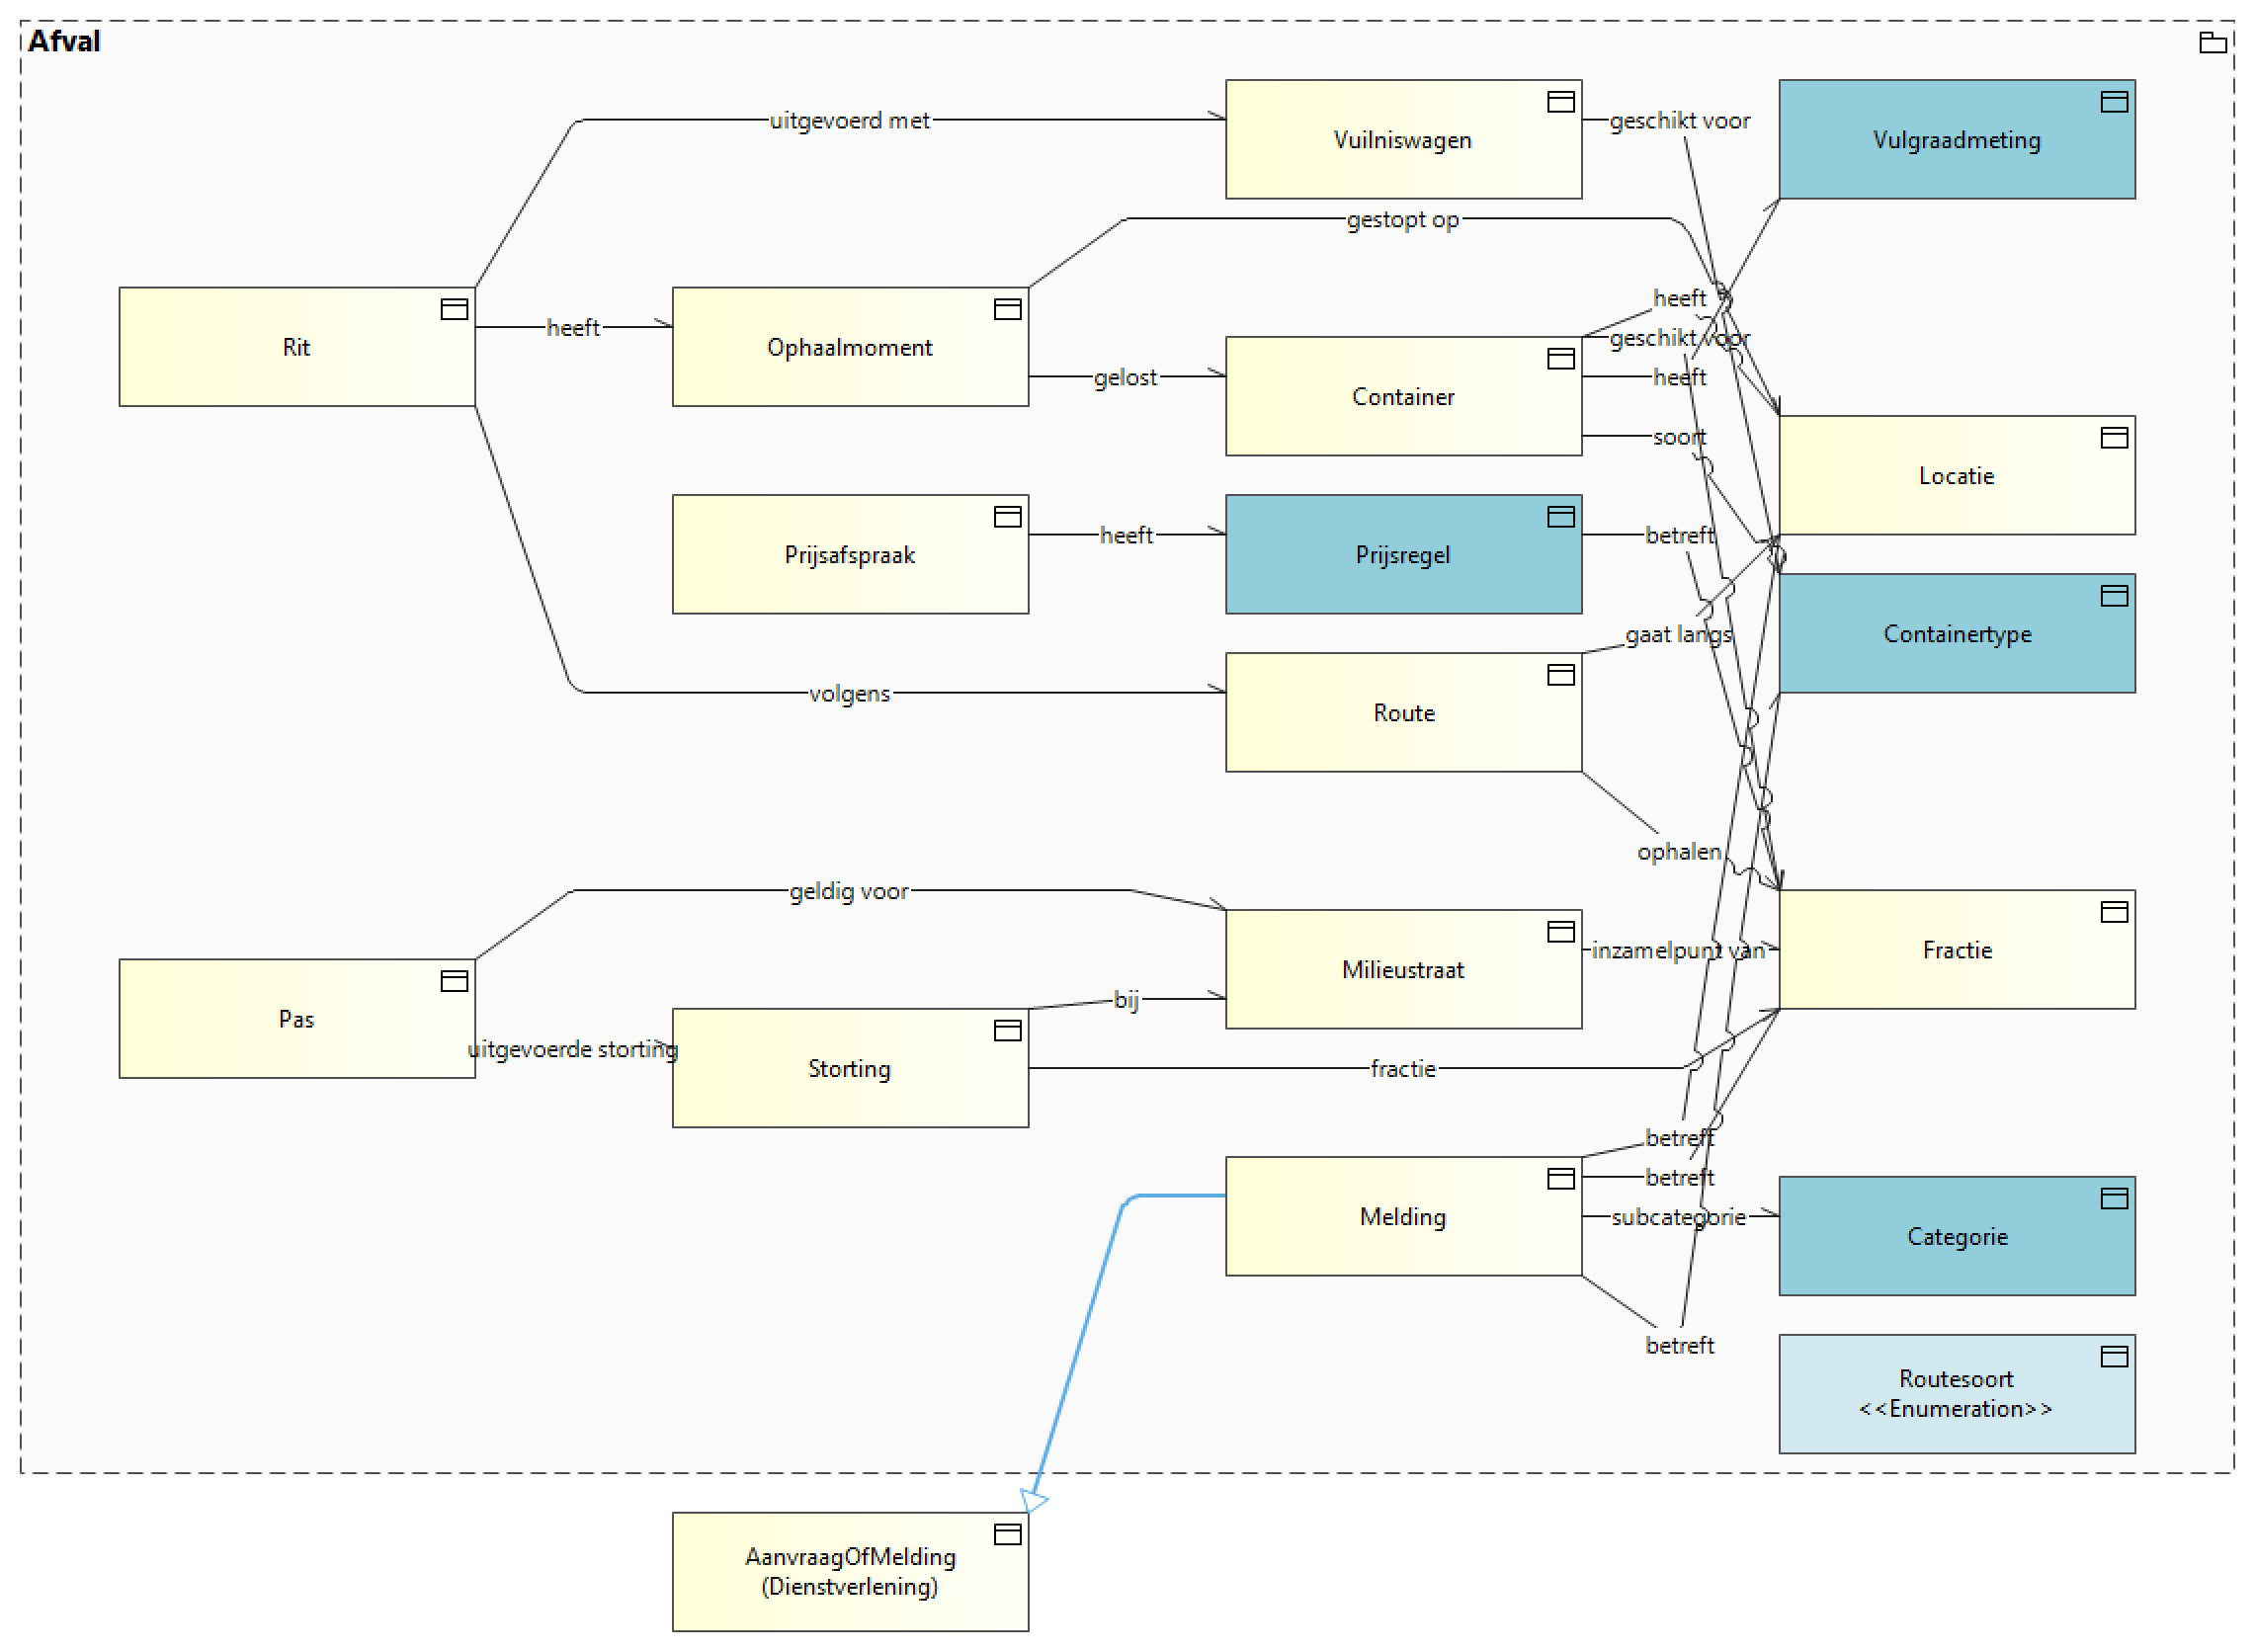 Afval
uitgevoerd met
Vuilniswagen
geschikt voor
Vulgraadmeting
gestopt op
Rit
heeft
Ophaalmoment
gelost
Container
heeft
geschikt voor
heeft
soort
Locatie
Prijsafspraak
heeft
Prijsregel
betreft
Containertype
gaat langs
volgens
Route
ophalen
geldig voor
Milieustraat
inzamelpunt van
Fractie
Pas
uitgevoerde storting
Storting
bij
fractie
betreft
betreft
Melding
subcategorie
Categorie
betreft
Routesoort
<<Enumeration>>
AanvraagOfMelding
(Dienstverlening)